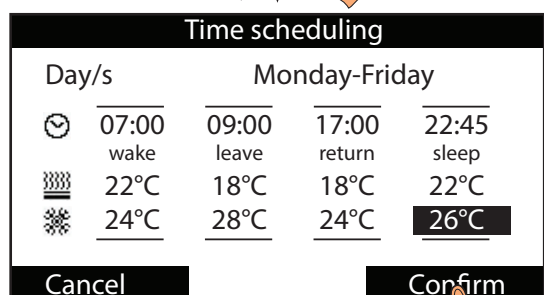 Time scheduling
Day/s Monday-Friday
07:00 09:00 17:00 22:45
wake leave return sleep
22°C 18°C 18°C 22°C
24°C 28°C 24°C 26°C
Cancel Confirm